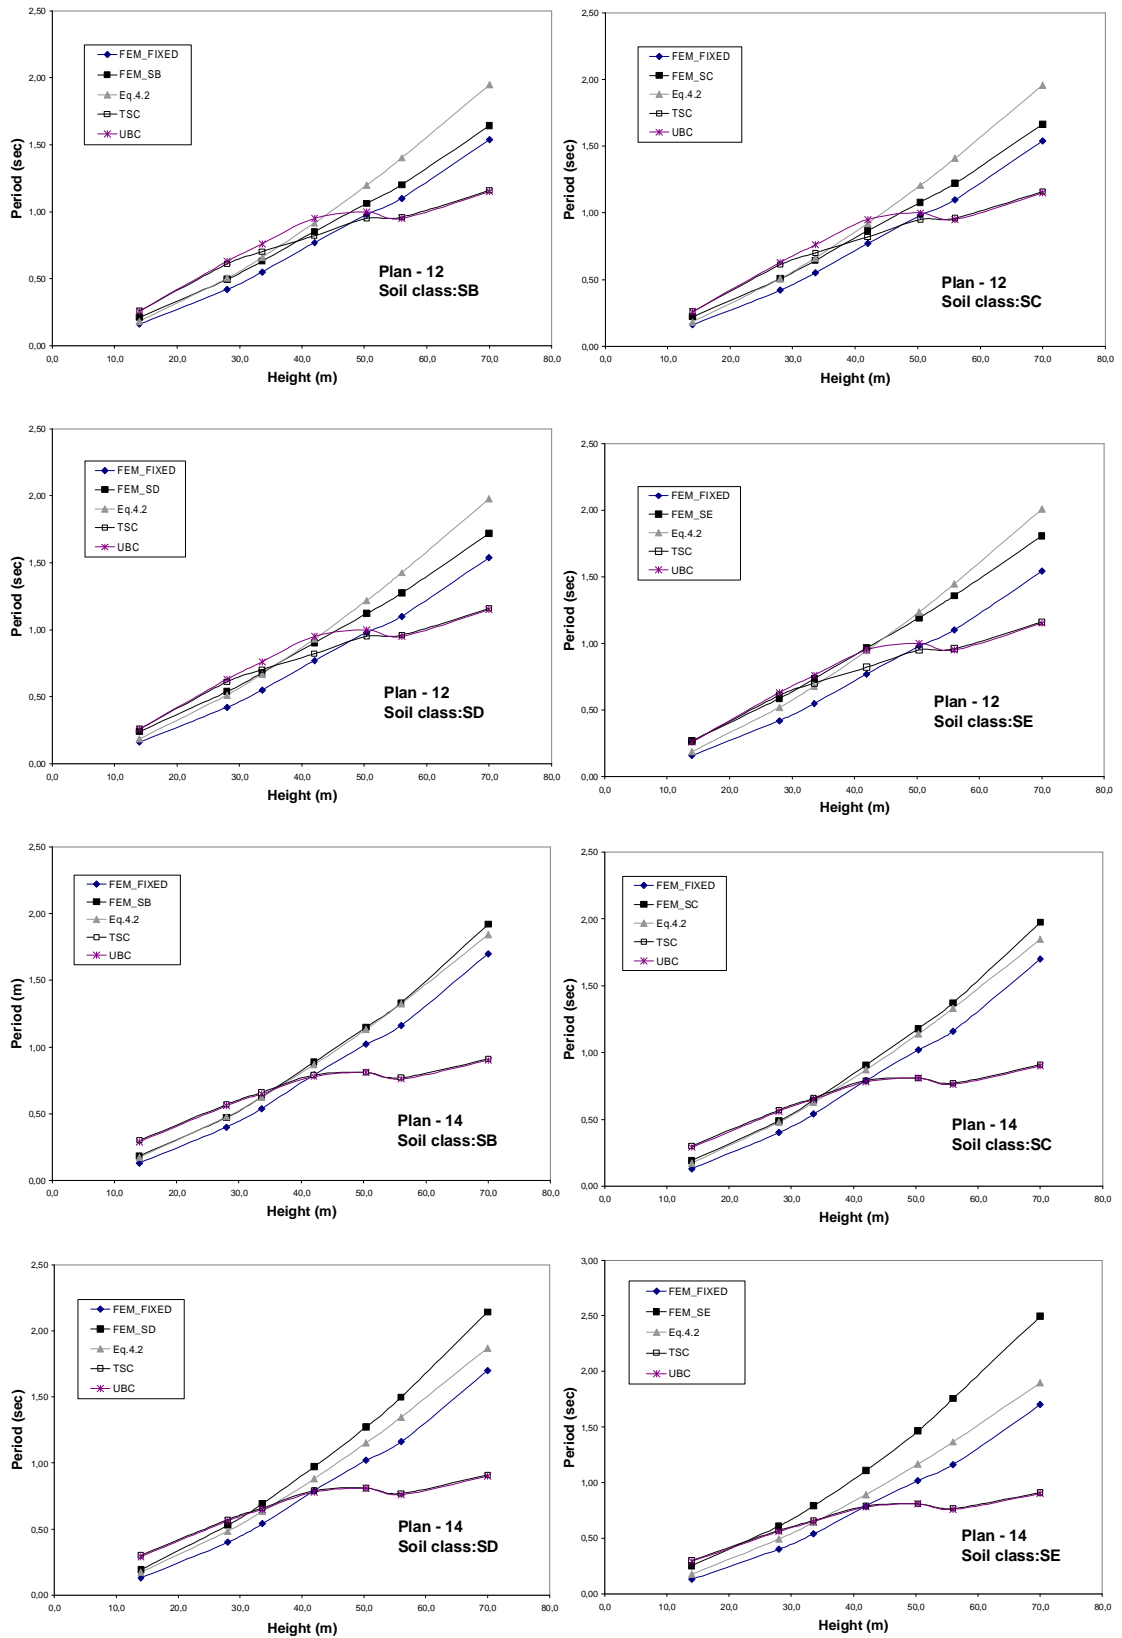 2,50
2,00
1,50
1,00
0,50
0,00
0,0 10,0 20,0 30,0 40,0 50,0 60,0 70,0 80,0
Period (sec)
Height (m)
FEM_FIXED
FEM_SB
Eq.4.2
TSC
UBC
Plan - 12
Soil class:SB
2,50
2,00
1,50
1,00
0,50
0,00
0,0 10,0 20,0 30,0 40,0 50,0 60,0 70,0 80,0
Period (sec)
Height (m)
FEM_FIXED
FEM_SC
Eq.4.2
TSC
UBC
Plan - 12
Soil class:SC
2,50
2,00
1,50
1,00
0,50
0,00
0,0 10,0 20,0 30,0 40,0 50,0 60,0 70,0 80,0
Period (sec)
Height (m)
FEM_FIXED
FEM_SD
Eq.4.2
TSC
UBC
Plan - 12
Soil class:SD
2,50
2,00
1,50
1,00
0,50
0,00
0,0 10,0 20,0 30,0 40,0 50,0 60,0 70,0 80,0
Period (sec)
Height (m)
FEM_FIXED
FEM_SE
Eq.4.2
TSC
UBC
Plan - 12
Soil class:SE
2,50
2,00
1,50
1,00
0,50
0,00
0,0 10,0 20,0 30,0 40,0 50,0 60,0 70,0 80,0
Period (m)
Height (m)
FEM_FIXED
FEM_SB
Eq.4.2
TSC
UBC
Plan - 14
Soil class:SB
2,50
2,00
1,50
1,00
0,50
0,00
0,0 10,0 20,0 30,0 40,0 50,0 60,0 70,0 80,0
Period (sec)
Height (m)
FEM_FIXED
FEM_SC
Eq.4.2
TSC
UBC
Plan - 14
Soil class:SC
2,50
2,00
1,50
1,00
0,50
0,00
0,0 10,0 20,0 30,0 40,0 50,0 60,0 70,0 80,0
Period (sec)
Height (m)
FEM_FIXED
FEM_SD
Eq.4.2
TSC
UBC
Plan - 14
Soil class:SD
3,00
2,50
2,00
1,50
1,00
0,50
0,00
0,0 10,0 20,0 30,0 40,0 50,0 60,0 70,0 80,0
Period (sec)
Height (m)
FEM_FIXED
FEM_SE
Eq.4.2
TSC
UBC
Plan - 14
Soil class:SE